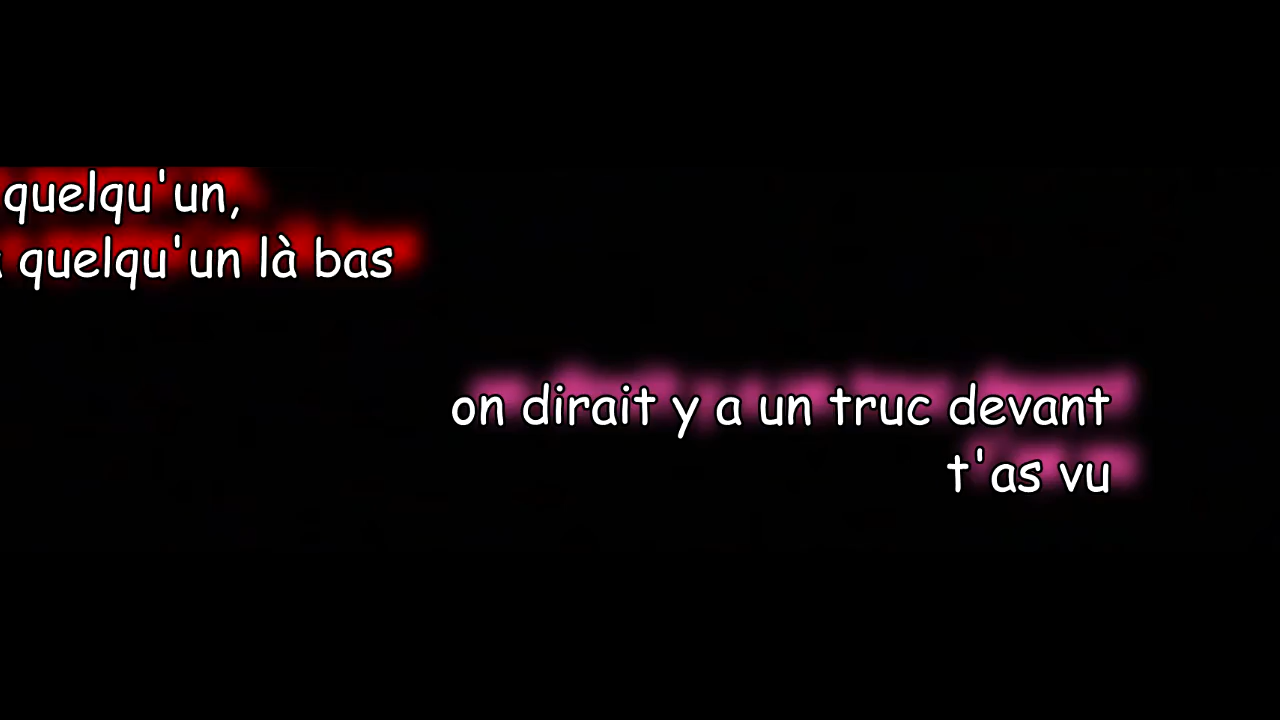 quelqu'un,
quelqu'un là bas
on dirait y a un truc devant
t'as vu